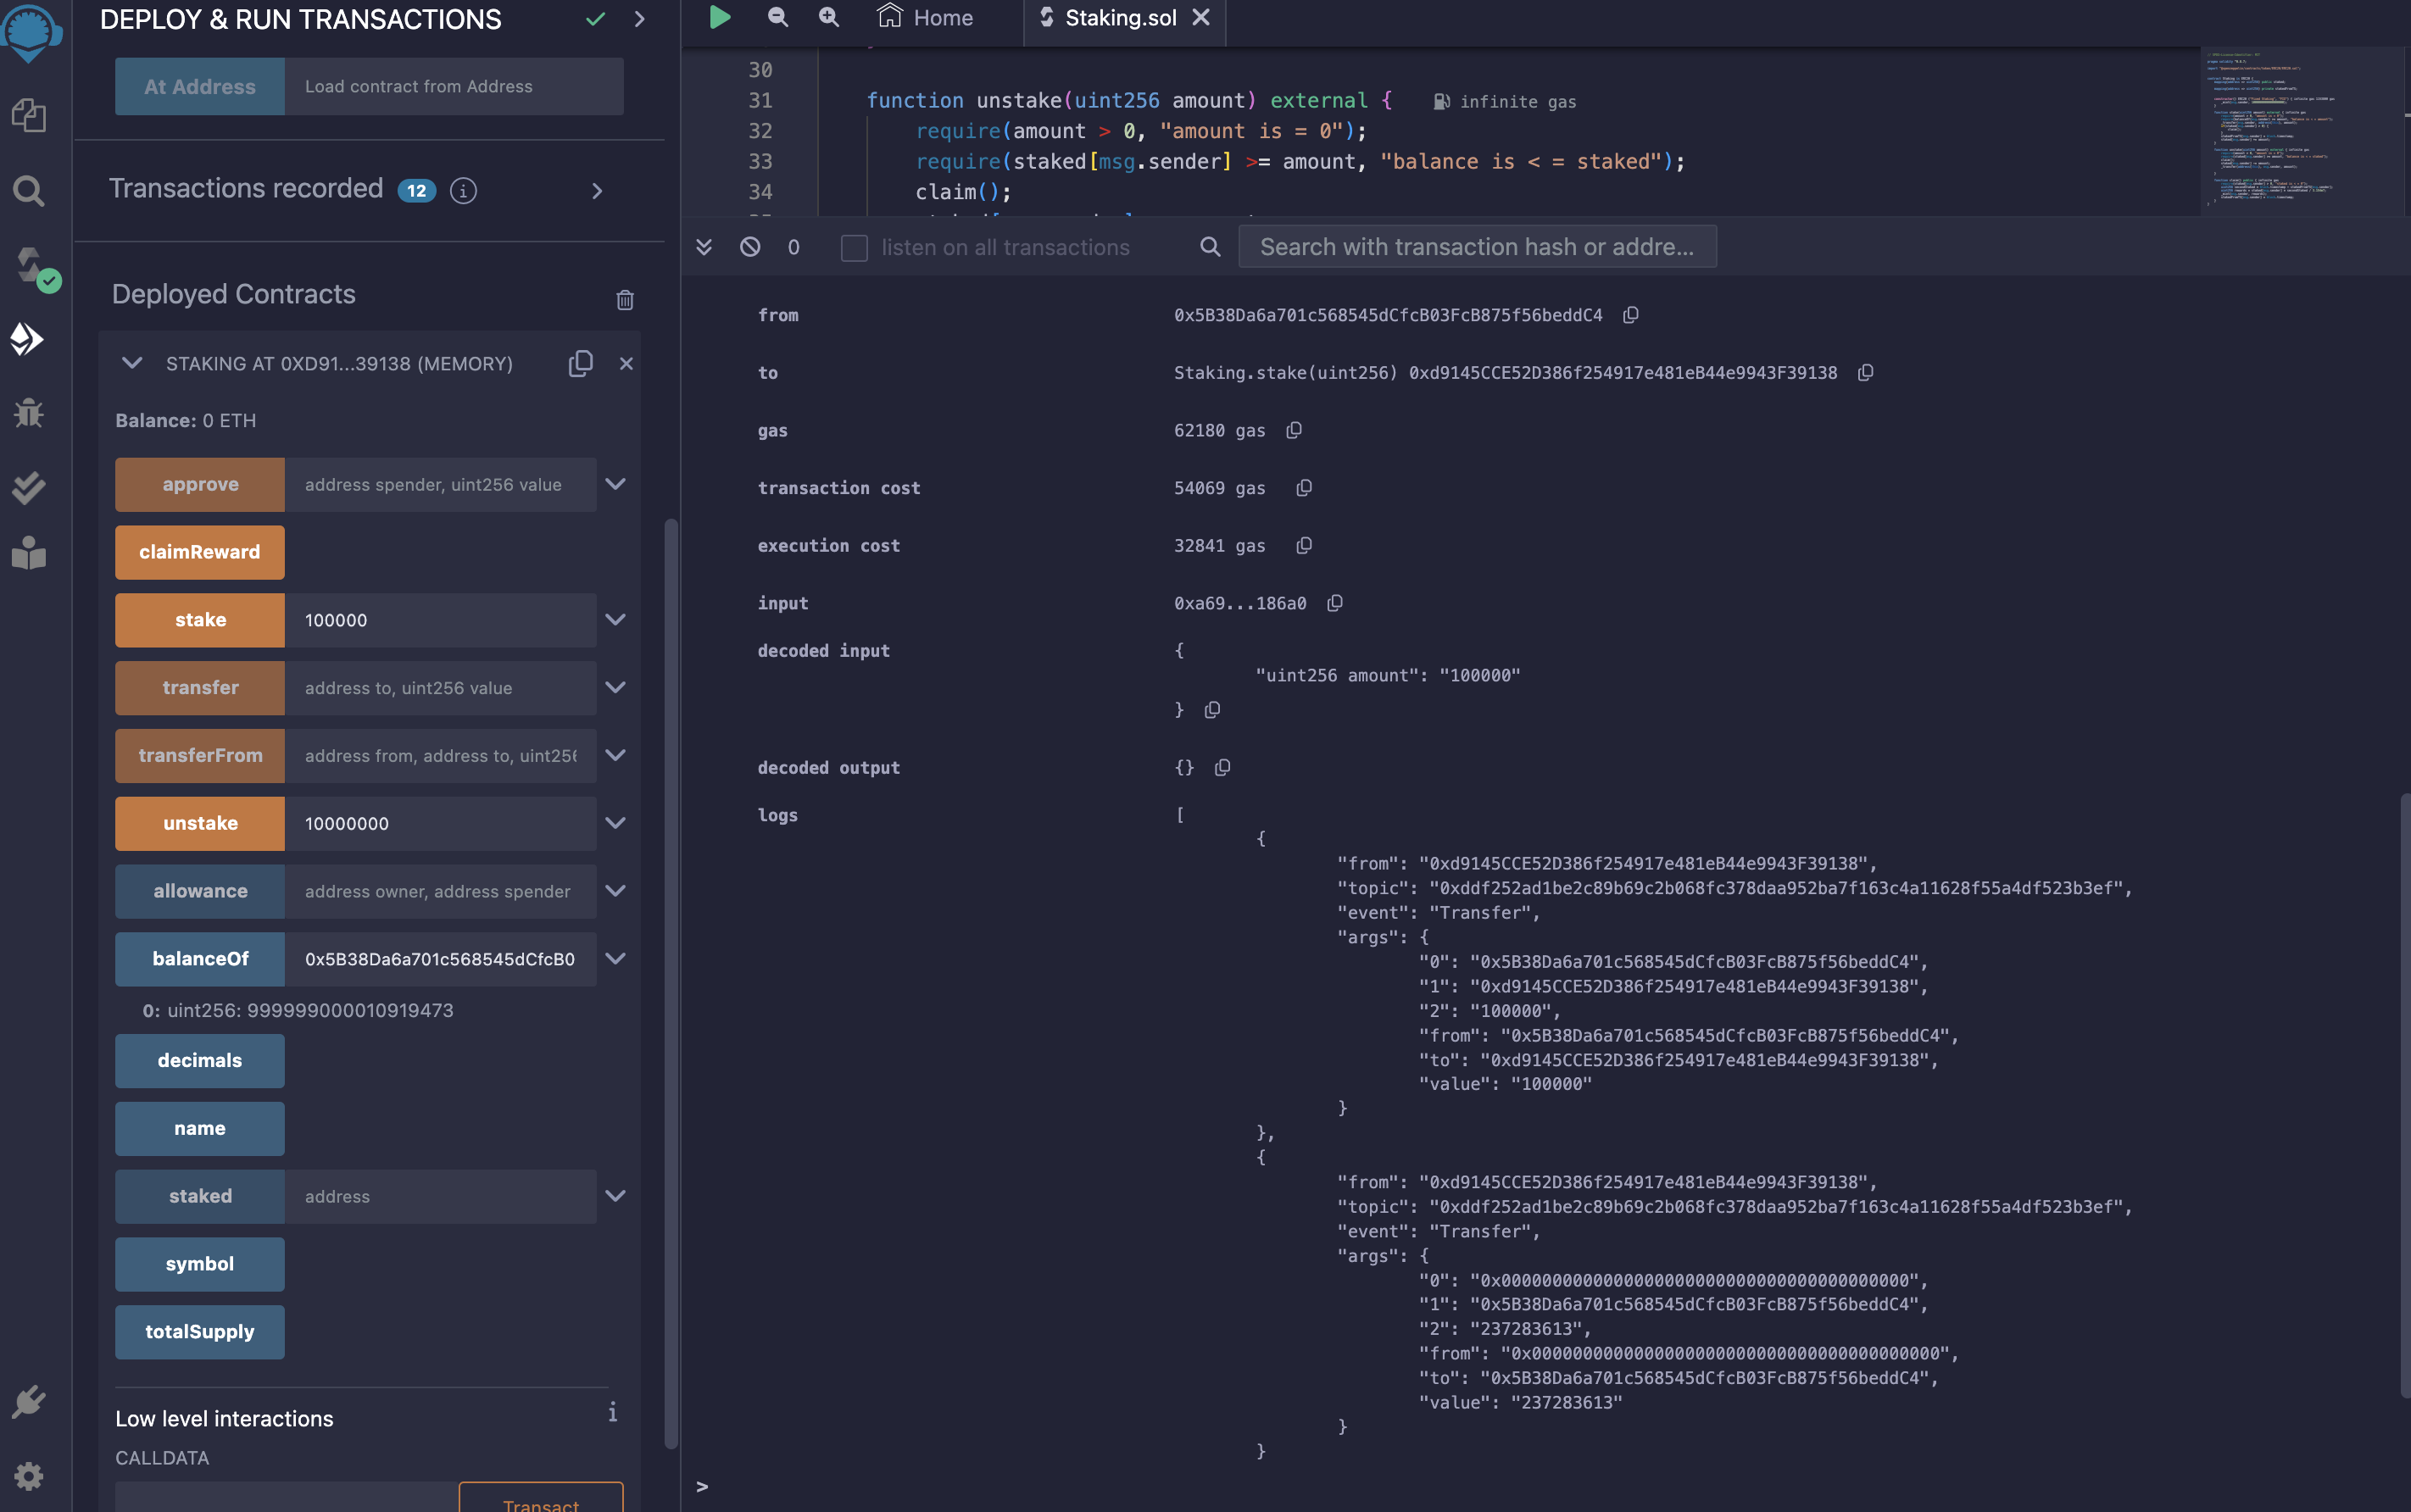 DEPLOY & RUN TRANSACTIONS
At Address Load contract from Address
Transactions recorded 12 i
Deployed Contracts
STAKING AT 0XD91...39138 (MEMORY)
Balance: 0 ETH
approve address spender, uint256 value
claimReward
stake 100000
transfer address to, uint256 value
transferFrom address from, address to, uint256
unstake 10000000
allowance address owner, address spender
balanceOf 0x5B38Da6a701c568545dCfcB0
0: uint256: 999999000010919473
decimals
name
staked address
symbol
totalSupply
Low level interactions i
CALLDATA
Transact
Home Staking.sol
30
31 function unstake(uint256 amount) external { infinite gas
32 require(amount > 0, "amount is = 0");
33 require(staked[msg.sender] >= amount, "balance is < = staked");
34 claim();
0 listen on all transactions Search with transaction hash or addre...
from 0x5B38Da6a701c568545dCfcB03FcB875f56beddC4
to Staking.stake(uint256) 0xd9145CCE52D386f254917e481eB44e9943F39138
gas 62180 gas
transaction cost 54069 gas
execution cost 32841 gas
input 0xa69...186a0
decoded input {
"uint256 amount": "100000"
}
decoded output {}
logs [
{
"from": "0xd9145CCE52D386f254917e481eB44e9943F39138",
"topic": "0xddf252ad1be2c89b69c2b068fc378daa952ba7f163c4a11628f55a4df523b3ef",
"event": "Transfer",
"args": {
"0": "0x5B38Da6a701c568545dCfcB03FcB875f56beddC4",
"1": "0xd9145CCE52D386f254917e481eB44e9943F39138",
"2": "100000",
"from": "0x5B38Da6a701c568545dCfcB03FcB875f56beddC4",
"to": "0xd9145CCE52D386f254917e481eB44e9943F39138",
"value": "100000"
}
},
{
"from": "0xd9145CCE52D386f254917e481eB44e9943F39138",
"topic": "0xddf252ad1be2c89b69c2b068fc378daa952ba7f163c4a11628f55a4df523b3ef",
"event": "Transfer",
"args": {
"0": "0x0000000000000000000000000000000000000000",
"1": "0x5B38Da6a701c568545dCfcB03FcB875f56beddC4",
"2": "237283613",
"from": "0x0000000000000000000000000000000000000000",
"to": "0x5B38Da6a701c568545dCfcB03FcB875f56beddC4",
"value": "237283613"
}
}
>